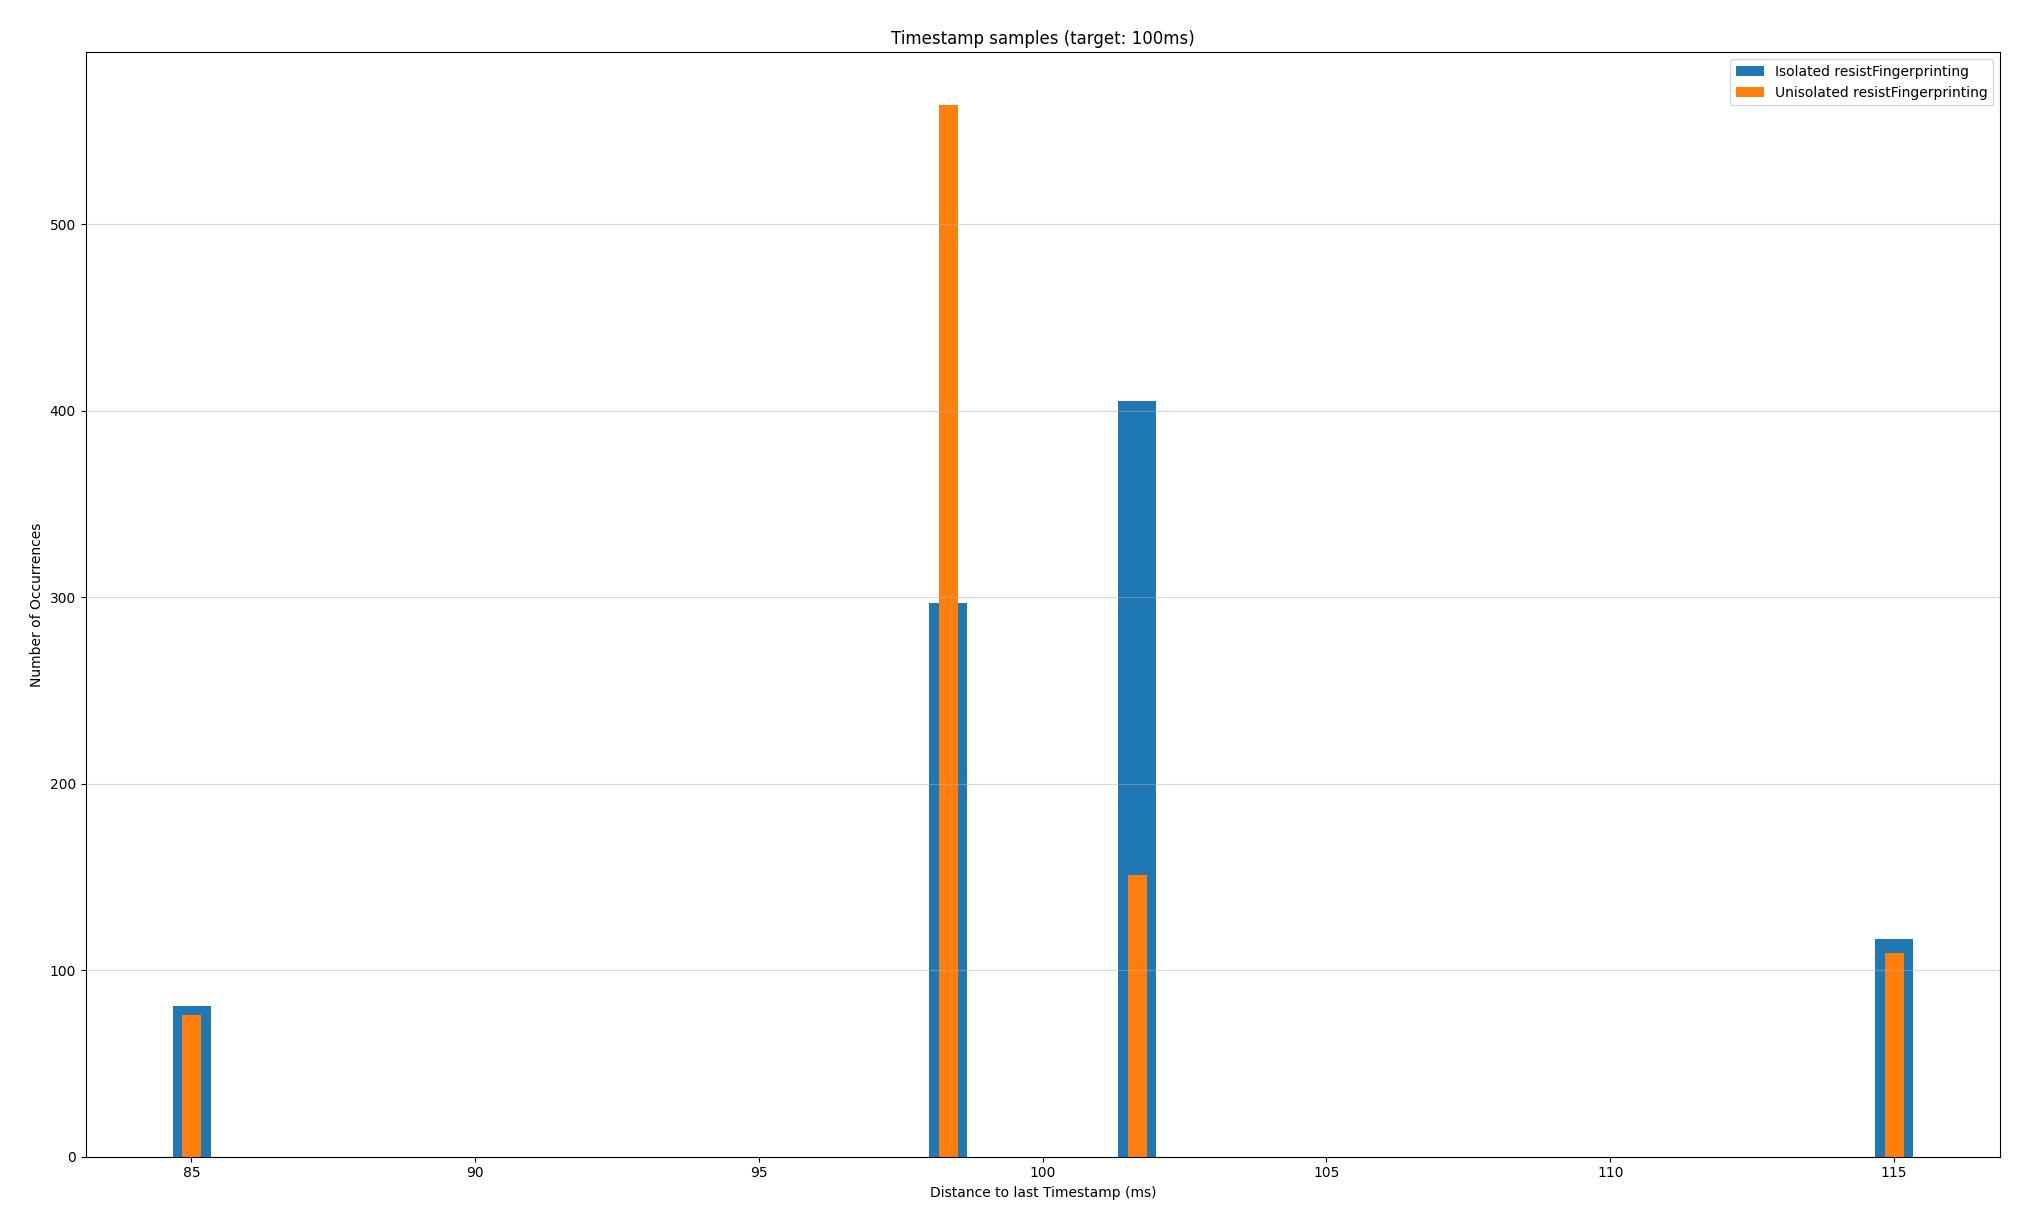 Timestamp samples (target: 100ms)
Isolated resistFingerprinting
Unisolated resistFingerprinting
500
400
300
200
100
0
Number of Occurrences
85 90 95 100 105 110 115
Distance to last Timestamp (ms)